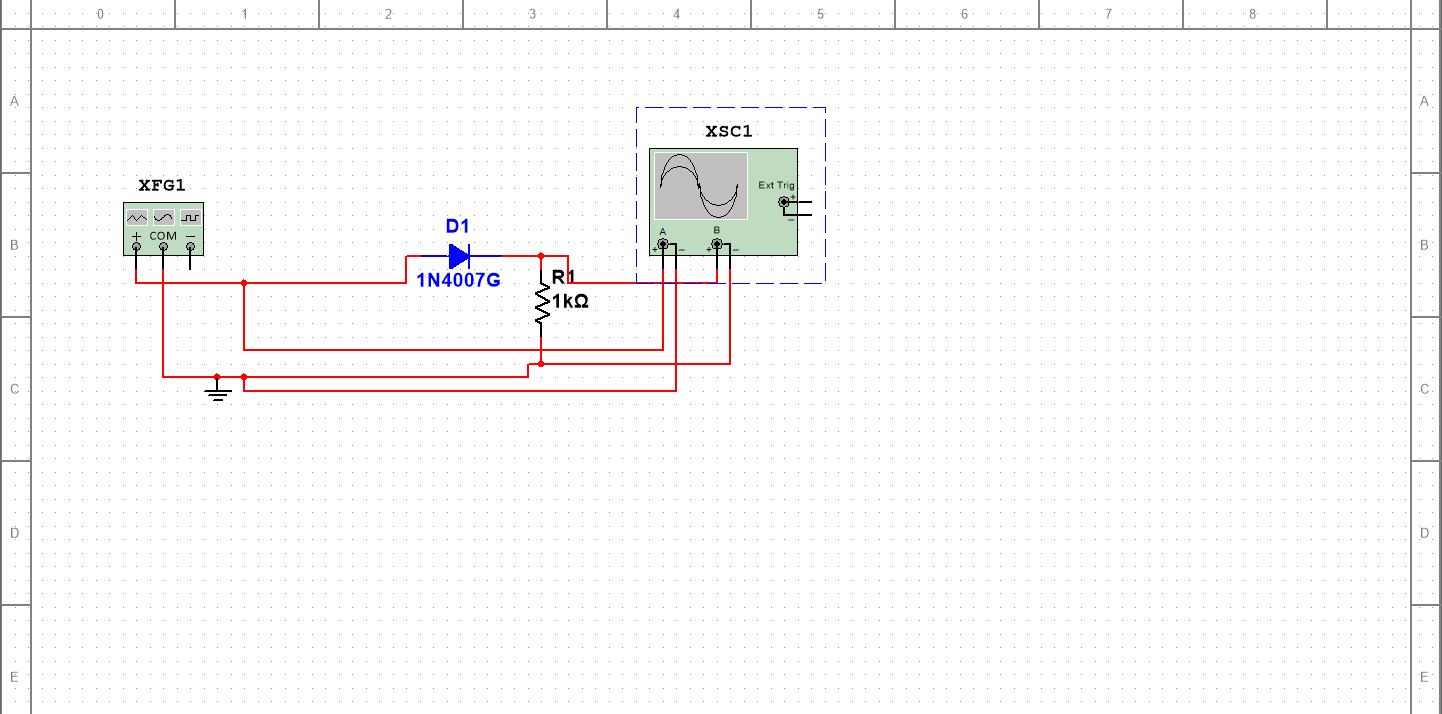 0 1 2 3 4 5 6 7 8
A A
XSC1
Ext Trig
+
−
A B
+ − + −
XFG1
+ COM −
B B
D1
1N4007G
R1
1kΩ
C C
D D
E E